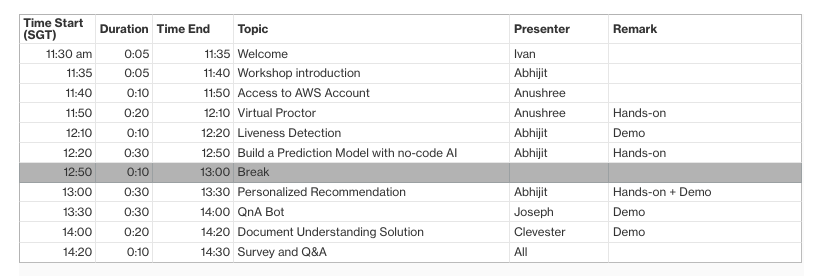 Time Start (SGT) Duration Time End Topic Presenter Remark
11:30 am 0:05 11:35 Welcome Ivan
11:35 0:05 11:40 Workshop introduction Abhijit
11:40 0:10 11:50 Access to AWS Account Anushree
11:50 0:20 12:10 Virtual Proctor Anushree Hands-on
12:10 0:10 12:20 Liveness Detection Abhijit Demo
12:20 0:30 12:50 Build a Prediction Model with no-code AI Abhijit Hands-on
12:50 0:10 13:00 Break
13:00 0:30 13:30 Personalized Recommendation Abhijit Hands-on + Demo
13:30 0:30 14:00 QnA Bot Joseph Demo
14:00 0:20 14:20 Document Understanding Solution Clevester Demo
14:20 0:10 14:30 Survey and Q&A All